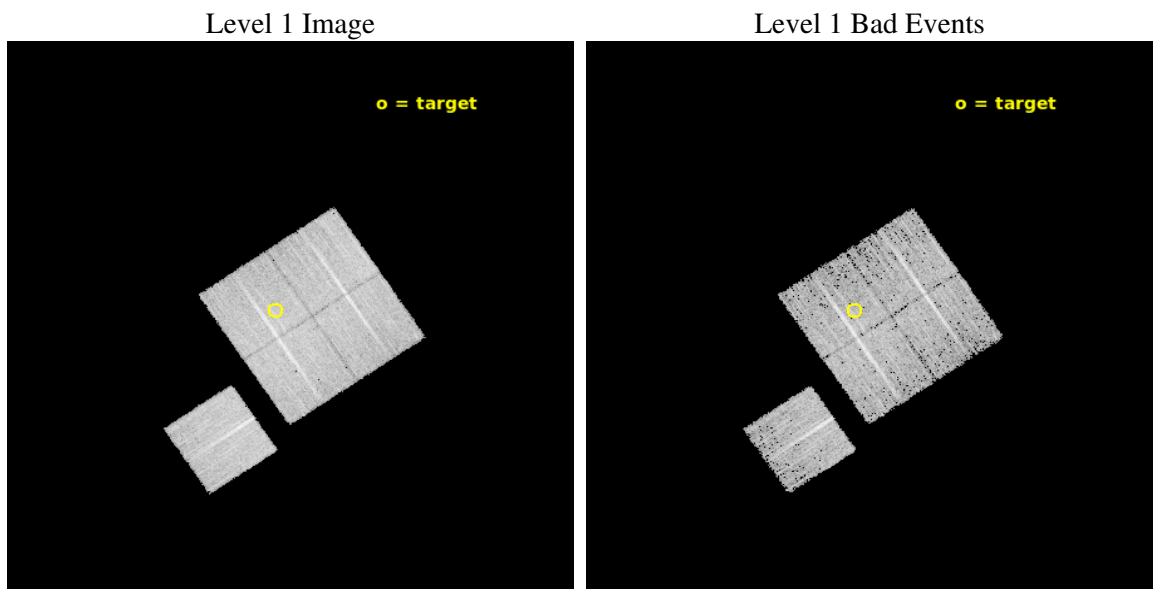 Level 1 Image
Level 1 Bad Events
o = target
o = target